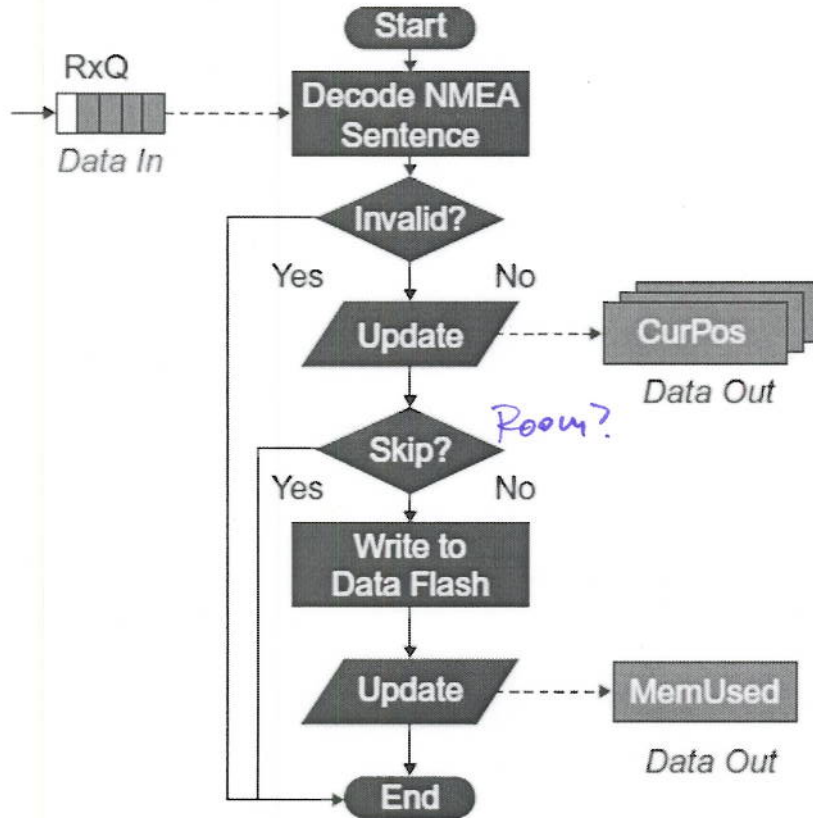 Start
RxQ
Decode NMEA
Sentence
Data In
Invalid?
Yes
No
Update
CurPos
Data Out
Skip?
Room?
Yes
No
Write to
Data Flash
Update
MemUsed
Data Out
End